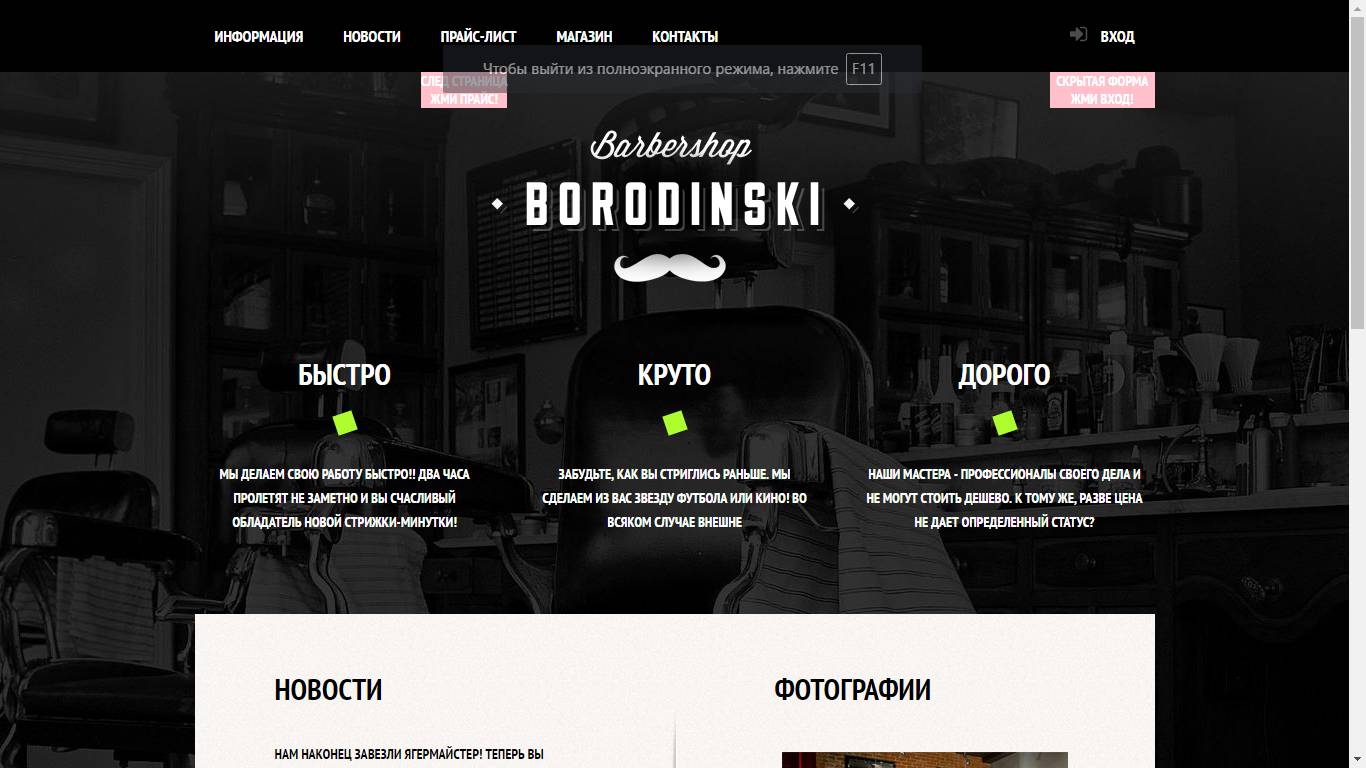 ИНФОРМАЦИЯ НОВОСТИ ПРАЙС-ЛИСТ МАГАЗИН КОНТАКТЫ ВХОД
Чтобы выйти из полноэкранного режима, нажмите F11
СЛЕД СТРАНИЦА
ЖМИ ПРАЙС!
СКРЫТАЯ ФОРМА
ЖМИ ВХОД!
Barbershop
BORODINSKI
БЫСТРО
МЫ ДЕЛАЕМ СВОЮ РАБОТУ БЫСТРО!! ДВА ЧАСА
ПРОЛЕТЯТ НЕ ЗАМЕТНО И ВЫ СЧАСЛИВЫЙ
ОБЛАДАТЕЛЬ НОВОЙ СТРИЖКИ-МИНУТКИ!
КРУТО
ЗАБУДЬТЕ, КАК ВЫ СТРИГЛИСЬ РАНЬШЕ. МЫ
СДЕЛАЕМ ИЗ ВАС ЗВЕЗДУ ФУТБОЛА ИЛИ КИНО! ВО
ВСЯКОМ СЛУЧАЕ ВНЕШНЕ
ДОРОГО
НАШИ МАСТЕРА - ПРОФЕССИОНАЛЫ СВОЕГО ДЕЛА И
НЕ МОГУТ СТОИТЬ ДЕШЕВО. К ТОМУ ЖЕ, РАЗВЕ ЦЕНА
НЕ ДАЕТ ОПРЕДЕЛЕННЫЙ СТАТУС?
НОВОСТИ
НАМ НАКОНЕЦ ЗАВЕЗЛИ ЯГЕРМАЙСТЕР! ТЕПЕРЬ ВЫ
ФОТОГРАФИИ